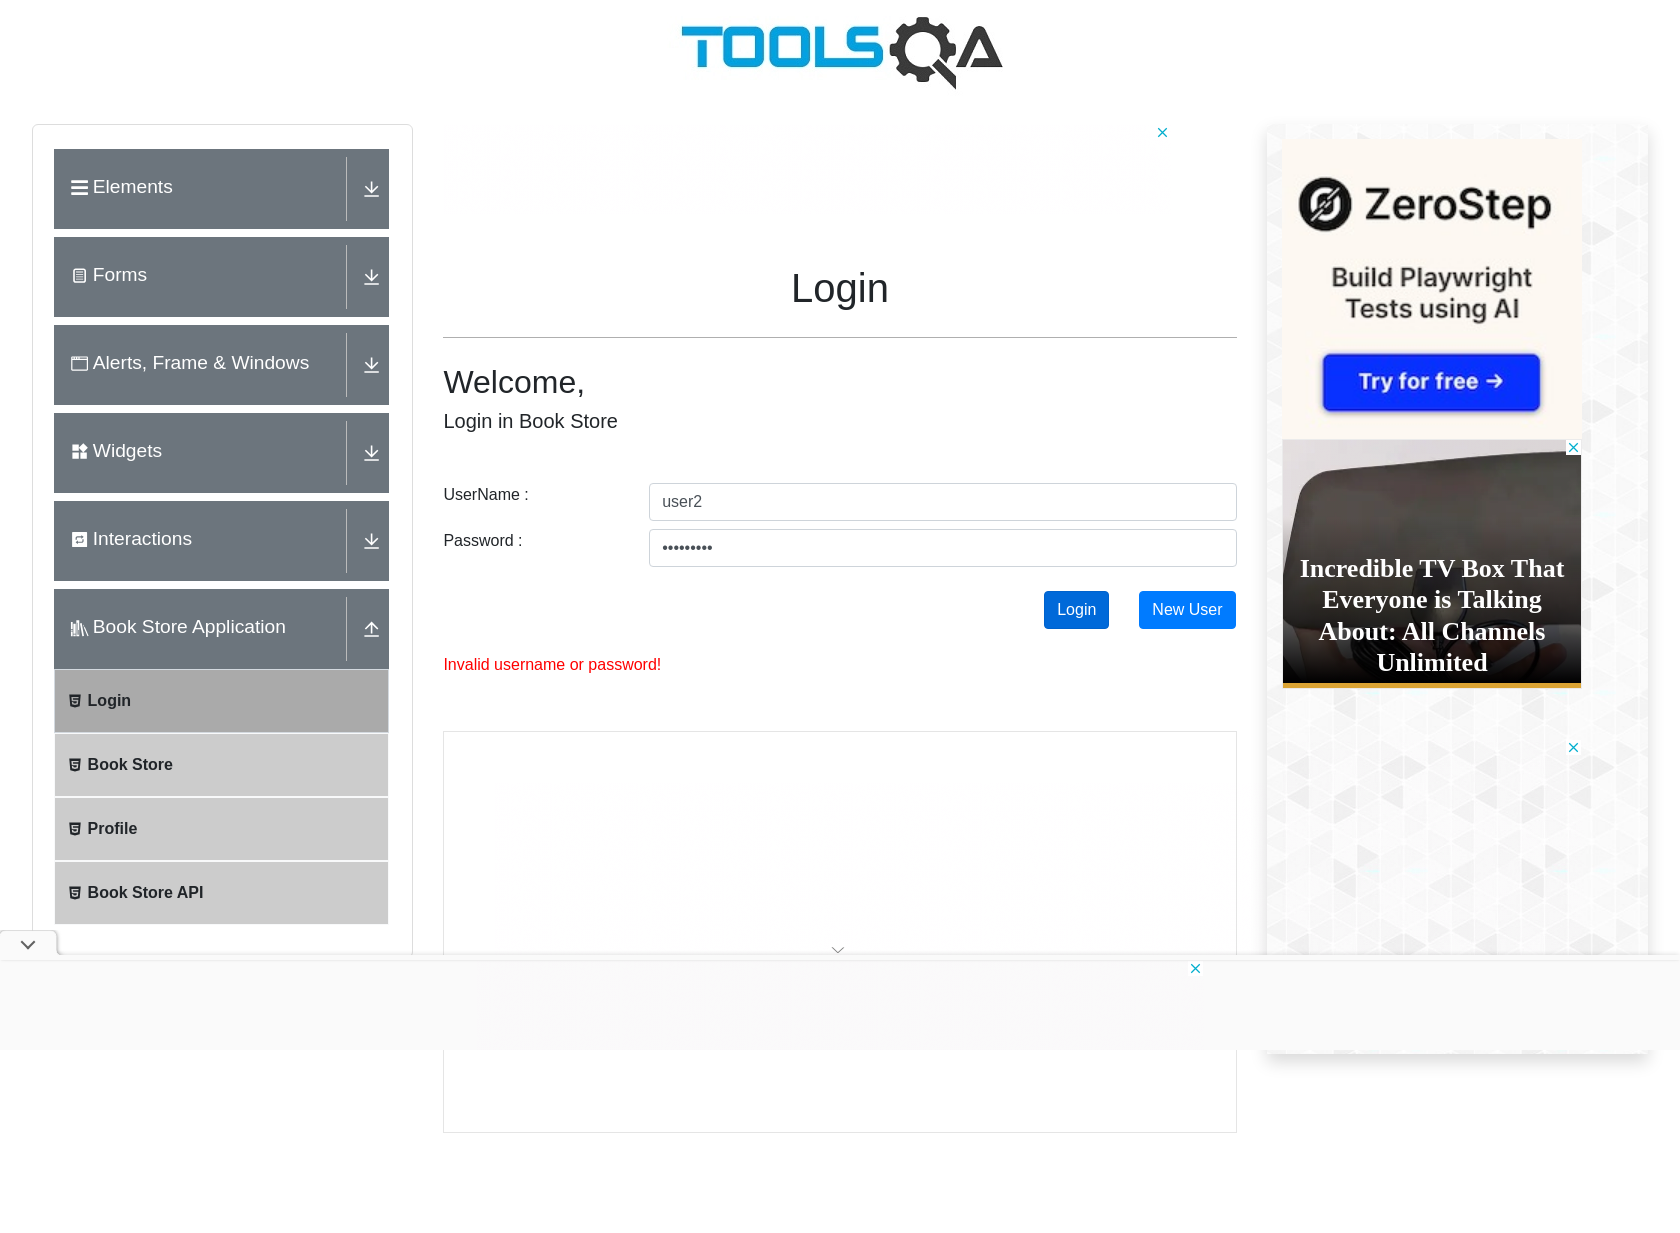 TOOLSQA
Elements
Forms
Alerts, Frame & Windows
Widgets
Interactions
Book Store Application
Login
Book Store
Profile
Book Store API
Login
Welcome,
Login in Book Store
UserName :
user2
Password :
•••••••••
Login
New User
Invalid username or password!
ZeroStep
Build Playwright
Tests using AI
Try for free →
Incredible TV Box That
Everyone is Talking
About: All Channels
Unlimited